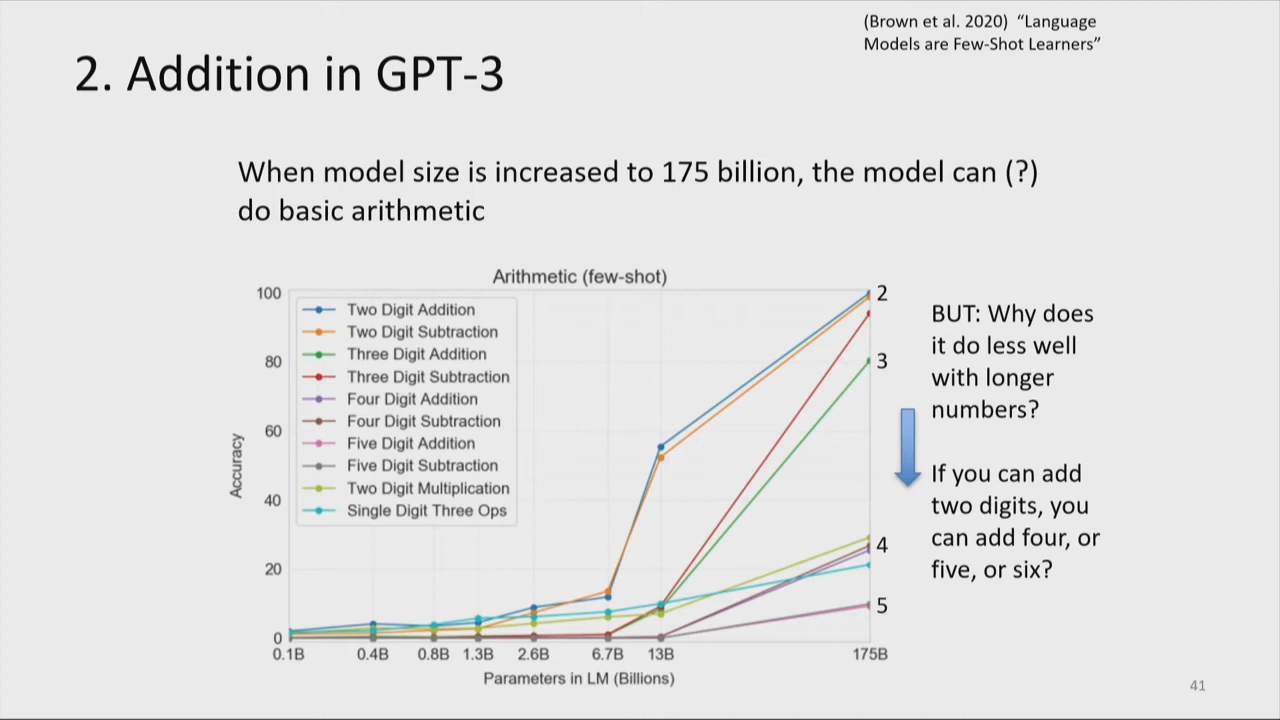 (Brown et al. 2020) “Language
Models are Few-Shot Learners”
2. Addition in GPT-3
When model size is increased to 175 billion, the model can (?)
do basic arithmetic
Arithmetic (few-shot)
100
80
60
40
20
0
Accuracy
Two Digit Addition
Two Digit Subtraction
Three Digit Addition
Three Digit Subtraction
Four Digit Addition
Four Digit Subtraction
Five Digit Addition
Five Digit Subtraction
Two Digit Multiplication
Single Digit Three Ops
2
3
4
5
0.1B 0.4B 0.8B 1.3B 2.6B 6.7B 13B 175B
Parameters in LM (Billions)
BUT: Why does
it do less well
with longer
numbers?
If you can add
two digits, you
can add four, or
five, or six?
41